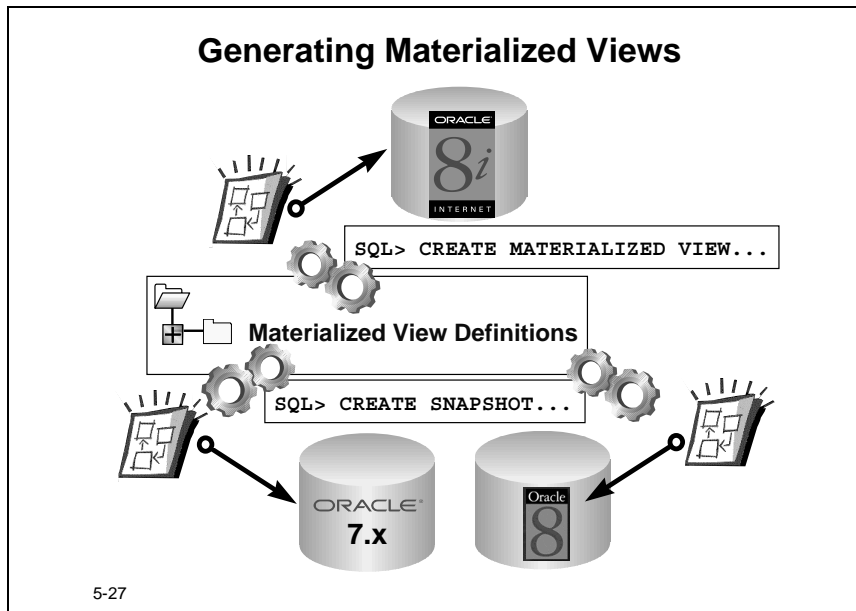 Generating Materialized Views
ORACLE
8i
INTERNET
SQL> CREATE MATERIALIZED VIEW...
Materialized View Definitions
SQL> CREATE SNAPSHOT...
ORACLE®
7.x
Oracle
8
5-27